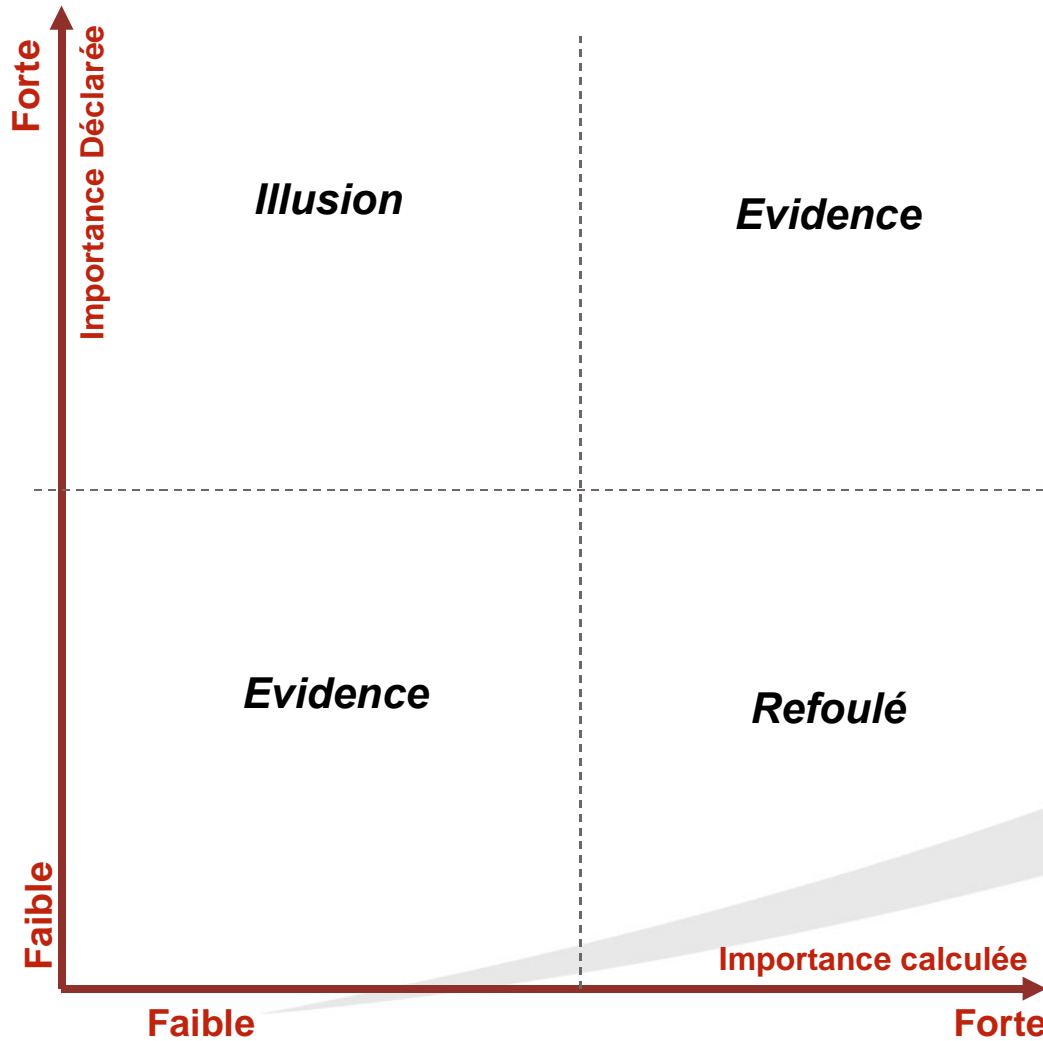 Forte
Importance Déclarée
Illusion
Evidence
Evidence
Refoulé
Faible
Importance calculée
Faible
Forte